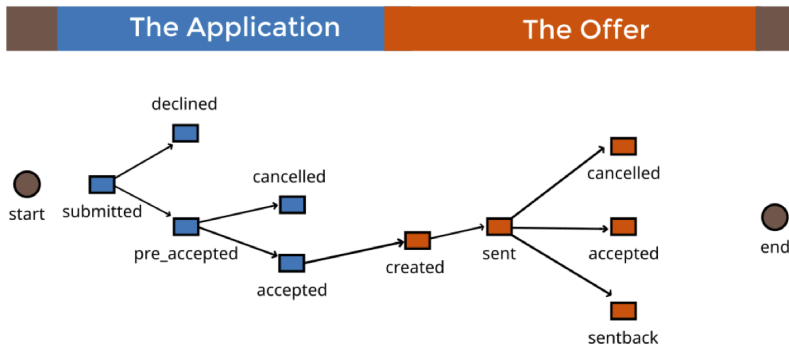 The Application
The Offer
declined
cancelled
cancelled
start
submitted
pre_accepted
accepted
created
sent
accepted
end
sentback